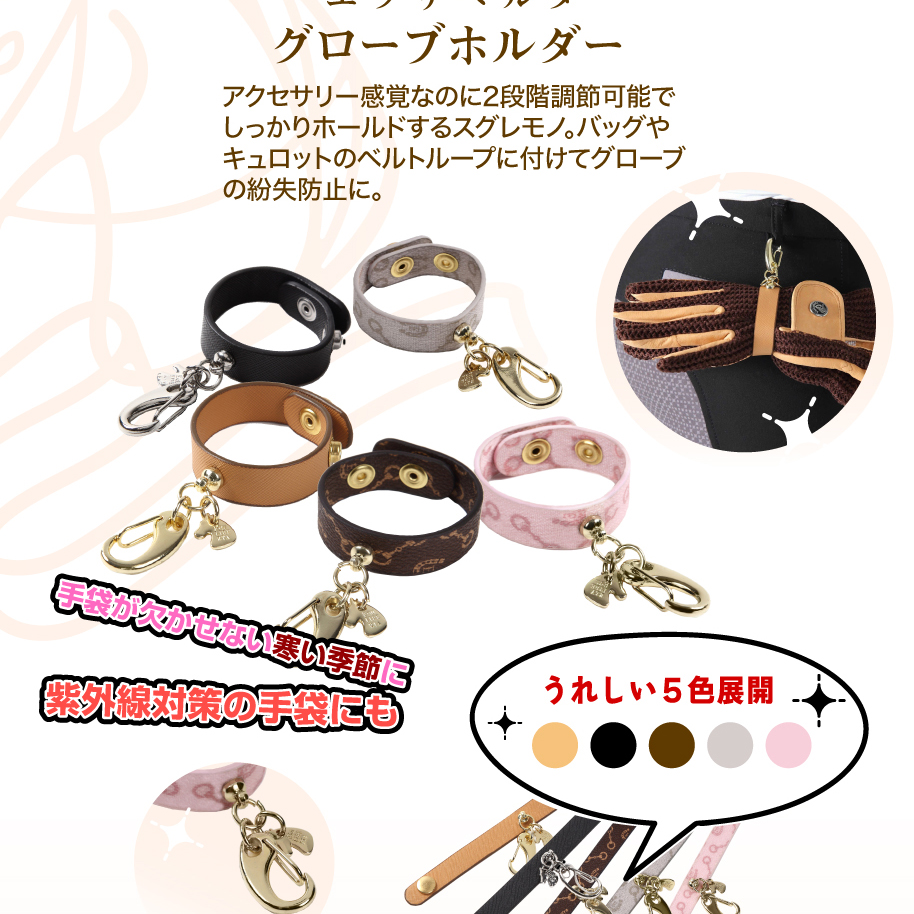 グローブホルダー
アクセサリー感覚なのに2段階調節可能で
しっかりホールドするスグレモノ。バッグや
キュロットのベルトループに付けてグローブ
の紛失防止に。
手袋が欠かせない寒い季節に
紫外線対策の手袋にも
うれしい5色展開